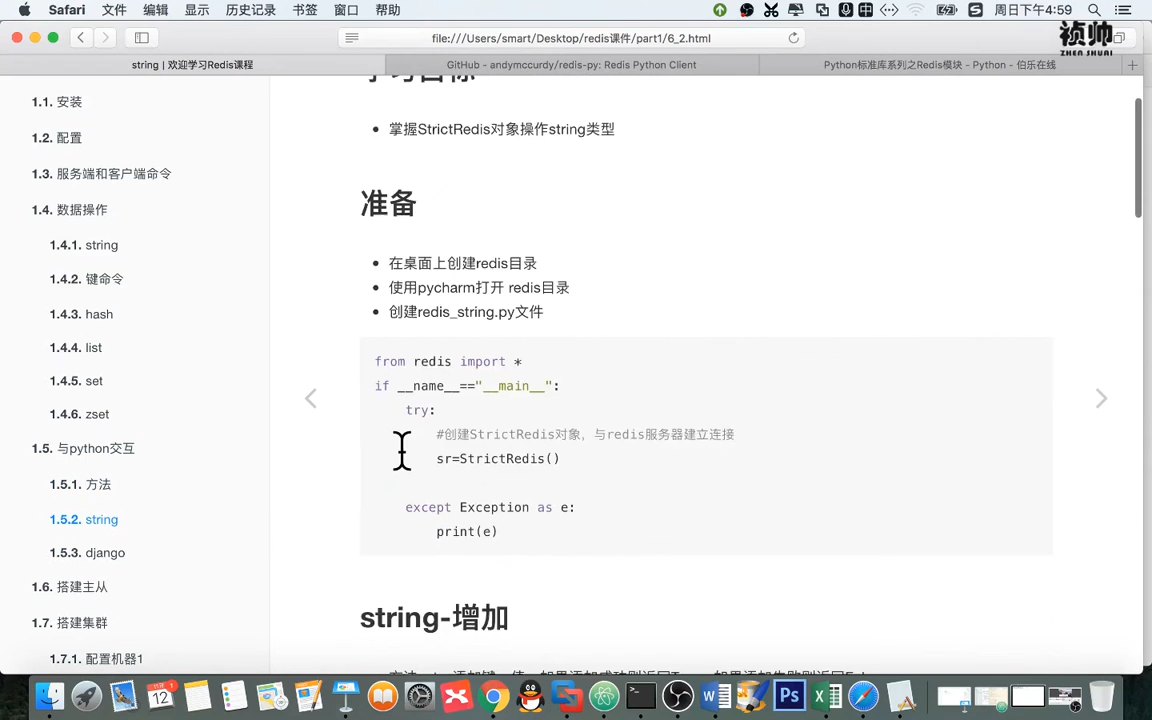 Safari 文件 编辑 显示 历史记录 书签 窗口 帮助 周日下午4:59
file:///Users/smart/Desktop/redis课件/part1/6_2.html
祯帅
ZHEN SHUAI
string | 欢迎学习Redis课程 GitHub - andymccurdy/redis-py: Redis Python Client Python标准库系列之Redis模块 - Python - 伯乐在线
学习目标
1.1. 安装
掌握StrictRedis对象操作string类型
1.2. 配置
1.3. 服务端和客户端命令
准备
1.4. 数据操作
1.4.1. string
在桌面上创建redis目录
1.4.2. 键命令
使用pycharm打开 redis目录
1.4.3. hash
创建redis_string.py文件
1.4.4. list
from redis import *
1.4.5. set
if __name__=="__main__":
1.4.6. zset
try:
#创建StrictRedis对象，与redis服务器建立连接
1.5. 与python交互
sr=StrictRedis()
1.5.1. 方法
except Exception as e:
1.5.2. string
print(e)
1.5.3. django
1.6. 搭建主从
string-增加
1.7. 搭建集群
1.7.1. 配置机器1
12
Ps